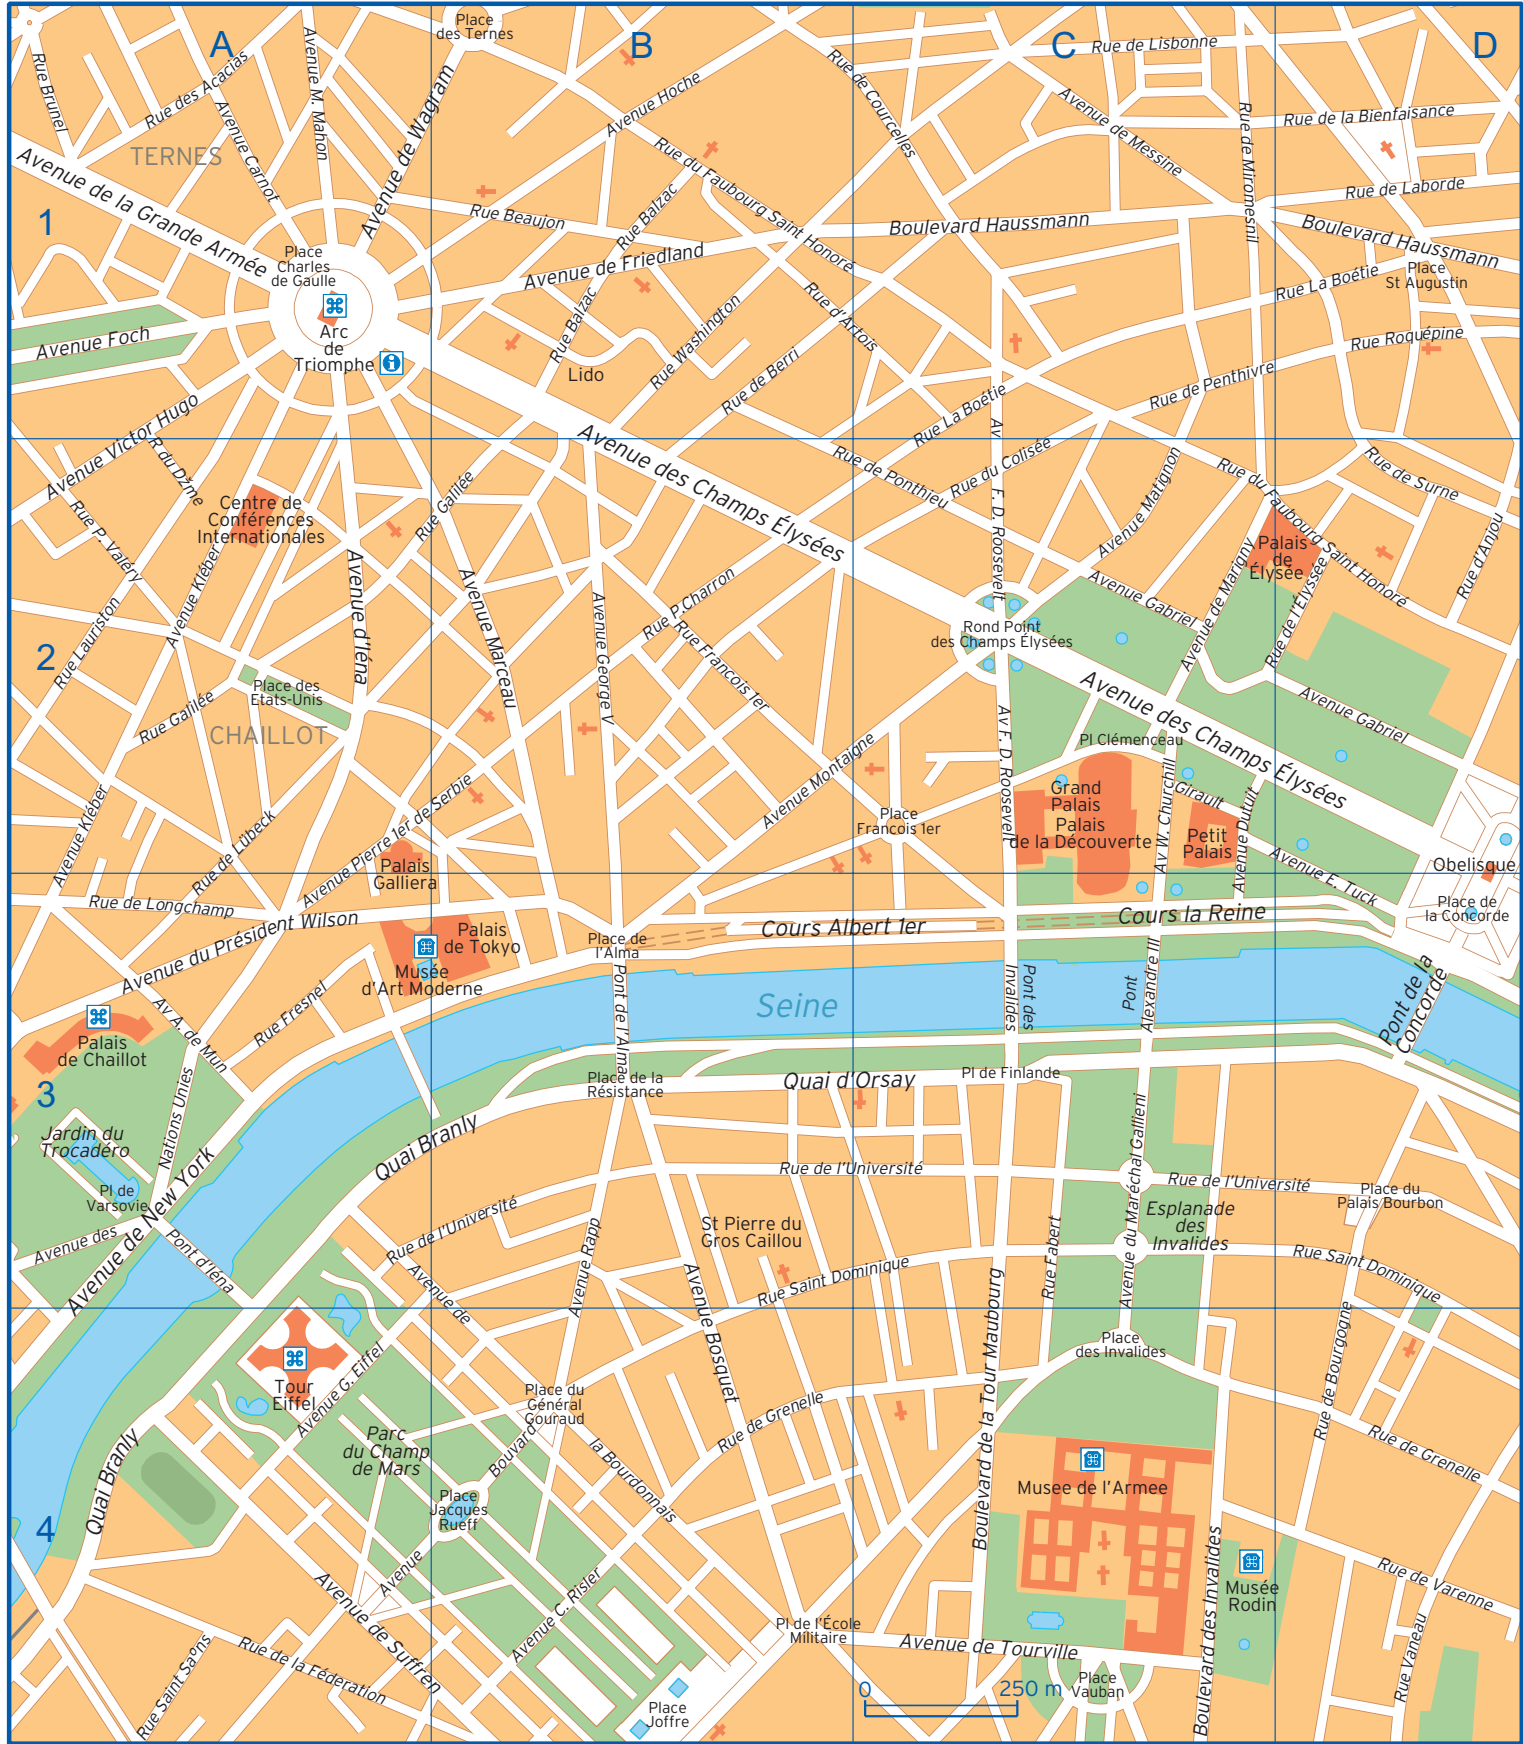 A
B
C
D
1
2
3
4
Place
des Ternes
Rue Brunel
Rue des Acacias
Avenue M. Mahon
Avenue Carnot
Avenue de Wagram
TERNES
Avenue de la Grande Armée
Place
Charles
de Gaulle
Arc
de
Triomphe
Avenue Foch
Avenue Victor Hugo
Avenue Hoche
Rue de Courcelles
Rue de Lisbonne
Avenue de Messine
Rue de Miromesnil
Rue de la Bienfaisance
Rue de Laborde
Rue du Faubourg Saint Honoré
Rue Beaujon
Rue Balzac
Avenue de Friedland
Boulevard Haussmann
Boulevard Haussmann
Place
St Augustin
Rue La Boétie
Rue Roquépine
Rue Balzac
Rue Washington
Rue d'Artois
Lido
Rue de Berri
Rue La Boétie
Rue de Penthivre
Avenue des Champs Élysées
Rue de Ponthieu
Rue du Colisée
Av
F. D. Roosevelt
Avenue Matignon
Rue du Faubourg Saint Honoré
Rue de Surne
Rue d'Anjou
R du Džme
Rue P. Valéry
Centre de
Conférences
Internationales
Rue Galilée
Avenue Kléber
Avenue d'Iéna
Avenue Marceau
Avenue George V
Rue P.Charron
Rue Francois 1er
Rue Lauriston
Place des
Etats-Unis
Rue Galilée
CHAILLOT
Palais
de
Élysée
Avenue de Marigny
Rue de l'Élyssée
Avenue Gabriel
Rond Point
des Champs Élysées
Avenue des Champs Élysées
Avenue Gabriel
Pl Clémenceau
Av F. D. Roosevelt
Avenue Montaigne
Place
Francois 1er
Grand
Palais
Palais
de la Découverte
Av W. Churchill
Girault
Petit
Palais
Avenue Dutuit
Avenue E. Tuck
Obelisque
Place de
la Concorde
Avenue Kléber
Rue de Lübeck
Avenue Pierre 1er de Serbie
Palais
Galliera
Rue de Longchamp
Avenue du Président Wilson
Palais
de Tokyo
Musée
d'Art Moderne
Place de
l'Alma
Cours Albert 1er
Cours la Reine
Pont de l'Alma
Seine
Pont des
Invalides
Pont
Alexandre III
Pont de la
Concorde
Av A. de Mun
Rue Fresnel
Palais
de Chaillot
Nations Unies
Jardin du
Trocadéro
Pl de
Varsovie
Avenue des
Avenue de New York
Pont d'Iéna
Place de la
Résistance
Quai d'Orsay
Pl de Finlande
Quai Branly
Rue de l'Université
Rue de l'Université
Rue de l'Université
Place du
Palais Bourbon
Avenue du Maréchal Gallieni
Esplanade
des
Invalides
Rue Fabert
St Pierre du
Gros Caillou
Avenue Rapp
Avenue Bosquet
Rue Saint Dominique
Rue Saint Dominique
Avenue de
la Bourdonnais
Tour
Eiffel
Avenue G. Eiffel
Quai Branly
Parc
du Champ
de Mars
Place du
Général
Gouraud
Bouvard
Place
Jacques
Rueff
Avenue
Rue de Grenelle
Boulevard de la Tour Maubourg
Place
des Invalides
Rue de Bourgogne
Rue de Grenelle
Musee de l'Armee
Boulevard des Invalides
Musée
Rodin
Rue de Varenne
Rue Vaneau
Avenue C. Risler
Avenue de Suffren
Rue de la Féderation
Rue Saint Saºns
Pl de l'École
Militaire
Avenue de Tourville
Place
Vauban
Place
Joffre
0
250 m